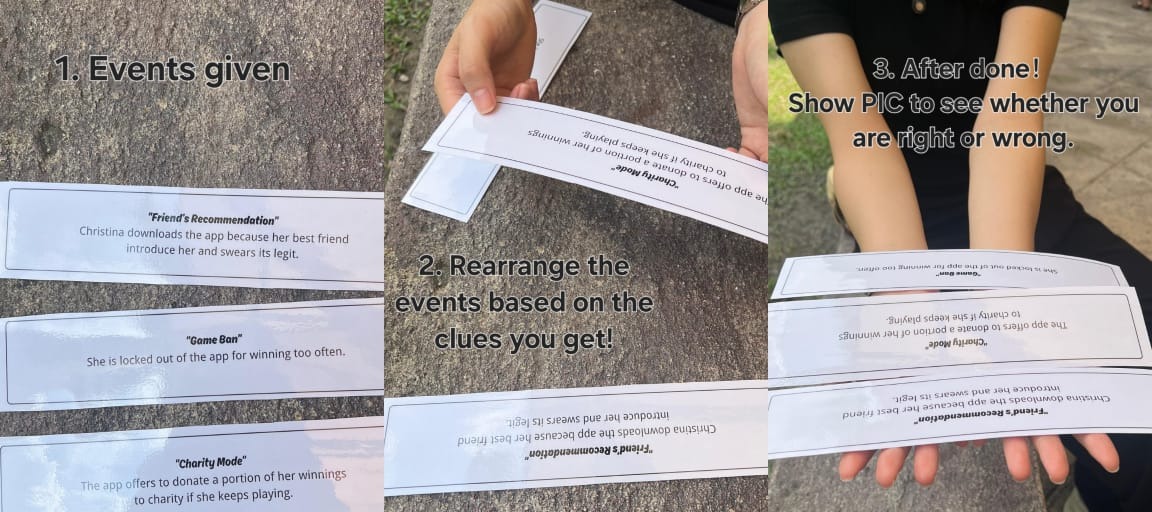 1. Events given
"Friend's Recommendation"
Christina downloads the app because her best friend
introduce her and swears its legit.
"Game Ban"
She is locked out of the app for winning too often.
"Charity Mode"
The app offers to donate a portion of her winnings
to charity if she keeps playing.
"Charity Mode"
he app offers to donate a portion of her winnings
to charity if she keeps playing.
2. Rearrange the
events based on the
clues you get!
"Friend's Recommendation"
Christina downloads the app because her best friend
introduce her and swears its legit.
3. After done!
Show PIC to see whether you
are right or wrong.
"Game Ban"
She is locked out of the app for winning too often.
"Charity Mode"
The app offers to donate a portion of her winnings
to charity if she keeps playing.
"Friend's Recommendation"
Christina downloads the app because her best friend
introduce her and swears its legit.